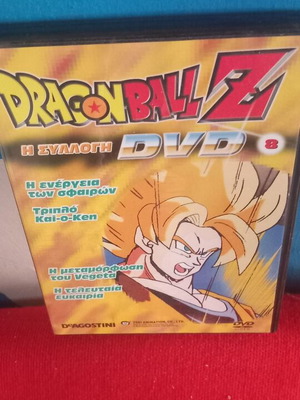 DRAGON BALL Z
Η ΣΥΛΛΟΓΗ DVD 8
Η ενέργεια
των σφαιρών
Τριπλό
Kai-o-Ken
Η μεταμόρφωση
του Vegeta
Η τελευταία
ευκαιρία
DeAGOSTINI
DVD